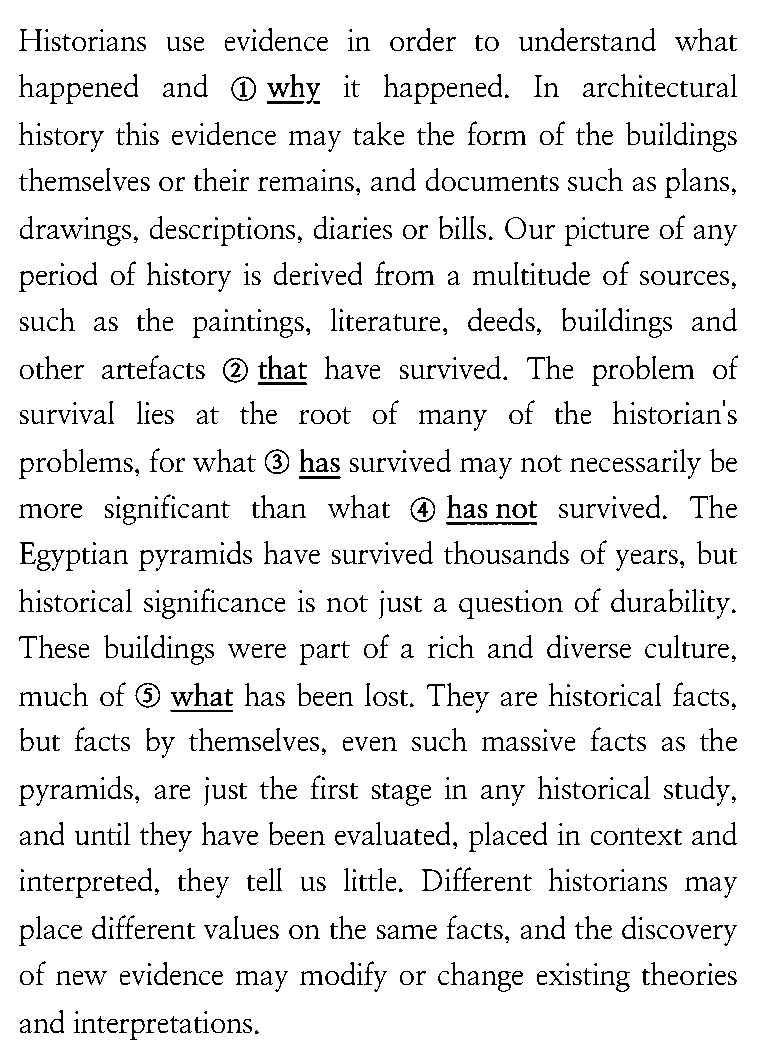 Historians use evidence in order to understand what
happened and ① why it happened. In architectural
history this evidence may take the form of the buildings
themselves or their remains, and documents such as plans,
drawings, descriptions, diaries or bills. Our picture of any
period of history is derived from a multitude of sources,
such as the paintings, literature, deeds, buildings and
other artefacts ② that have survived. The problem of
survival lies at the root of many of the historian's
problems, for what ③ has survived may not necessarily be
more significant than what ④ has not survived. The
Egyptian pyramids have survived thousands of years, but
historical significance is not just a question of durability.
These buildings were part of a rich and diverse culture,
much of ⑤ what has been lost. They are historical facts,
but facts by themselves, even such massive facts as the
pyramids, are just the first stage in any historical study,
and until they have been evaluated, placed in context and
interpreted, they tell us little. Different historians may
place different values on the same facts, and the discovery
of new evidence may modify or change existing theories
and interpretations.